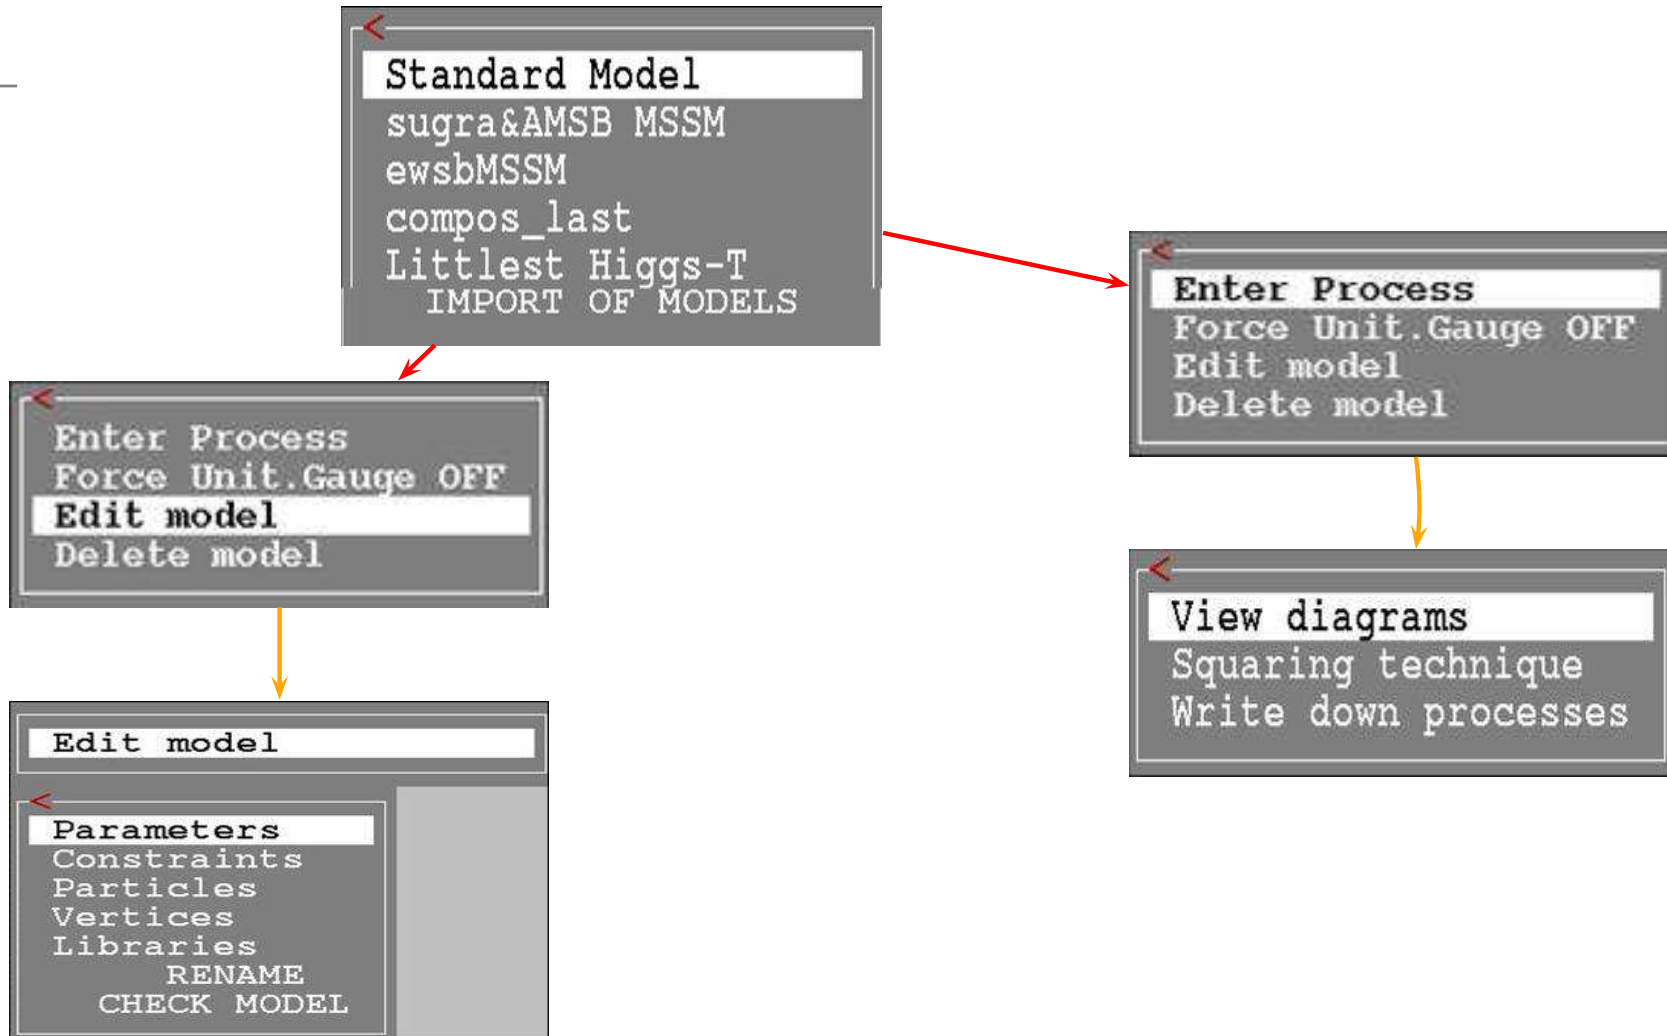 <
Standard Model
sugra&AMSB MSSM
ewsbMSSM
compos_last
Littlest Higgs-T
IMPORT OF MODELS
<
Enter Process
Force Unit.Gauge OFF
Edit model
Delete model
<
Enter Process
Force Unit.Gauge OFF
Edit model
Delete model
<
View diagrams
Squaring technique
Write down processes
Edit model
<
Parameters
Constraints
Particles
Vertices
Libraries
RENAME
CHECK MODEL